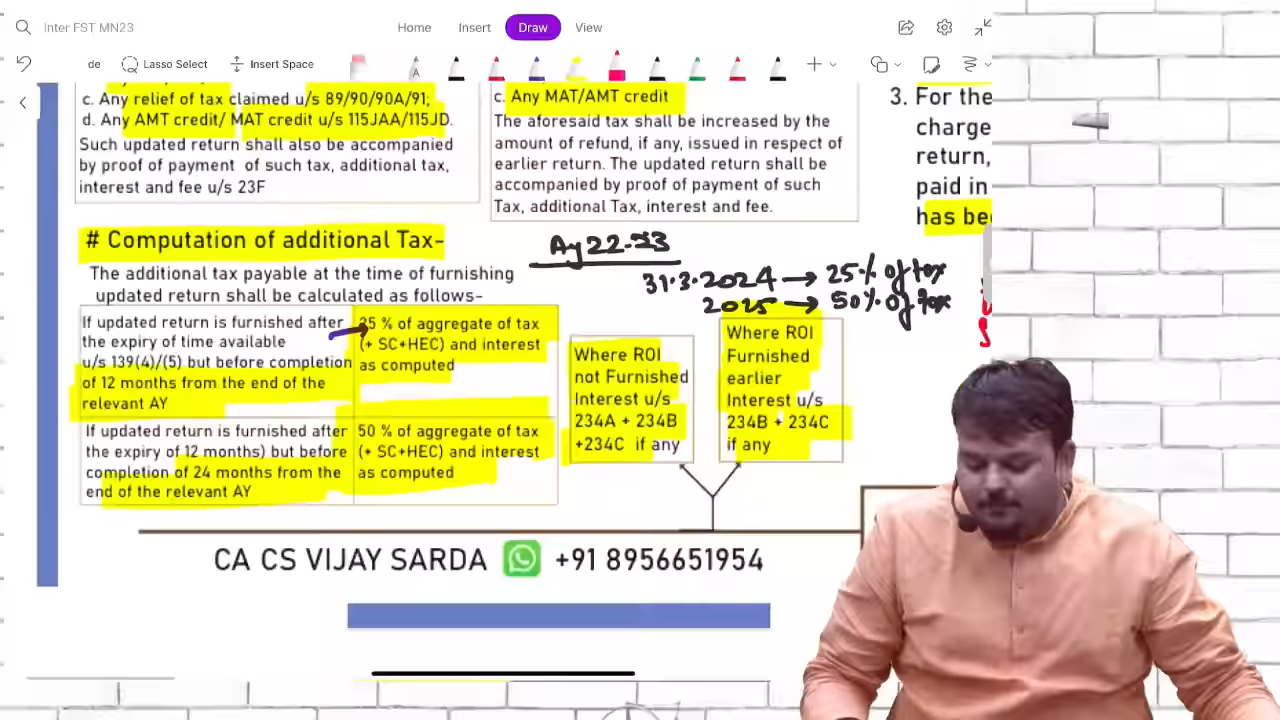 Inter FST MN23
Home Insert Draw View
de Lasso Select Insert Space
c. Any relief of tax claimed u/s 89/90/90A/91;
d. Any AMT credit/ MAT credit u/s 115JAA/115JD.
Such updated return shall also be accompanied
by proof of payment of such tax, additional tax,
interest and fee u/s 23F
c. Any MAT/AMT credit
The aforesaid tax shall be increased by the
amount of refund, if any, issued in respect of
earlier return. The updated return shall be
accompanied by proof of payment of such
Tax, additional Tax, interest and fee.
3. For the
charge
return,
paid in
has bee
# Computation of additional Tax-
The additional tax payable at the time of furnishing
updated return shall be calculated as follows-
If updated return is furnished after
the expiry of time available
u/s 139(4)/(5) but before completion
of 12 months from the end of the
relevant AY
25 % of aggregate of tax
(+ SC+HEC) and interest
as computed
If updated return is furnished after
the expiry of 12 months) but before
completion of 24 months from the
end of the relevant AY
50 % of aggregate of tax
(+ SC+HEC) and interest
as computed
Ay 22-23
31.3.2024 → 25% of tax
2025 → 50% of tax
Where ROI
not Furnished
Interest u/s
234A + 234B
+234C if any
Where ROI
Furnished
earlier
Interest u/s
234B + 234C
if any
CA CS VIJAY SARDA +91 8956651954